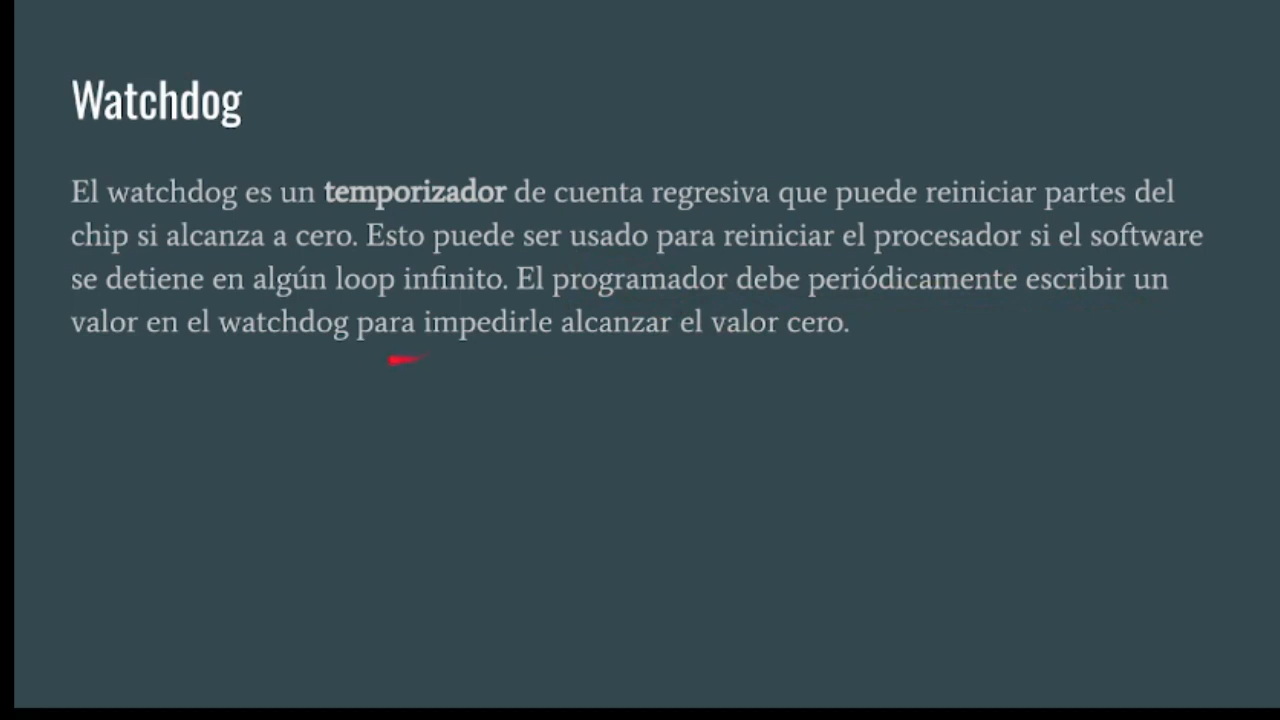 Watchdog
El watchdog es un temporizador de cuenta regresiva que puede reiniciar partes del
chip si alcanza a cero. Esto puede ser usado para reiniciar el procesador si el software
se detiene en algún loop infinito. El programador debe periódicamente escribir un
valor en el watchdog para impedirle alcanzar el valor cero.